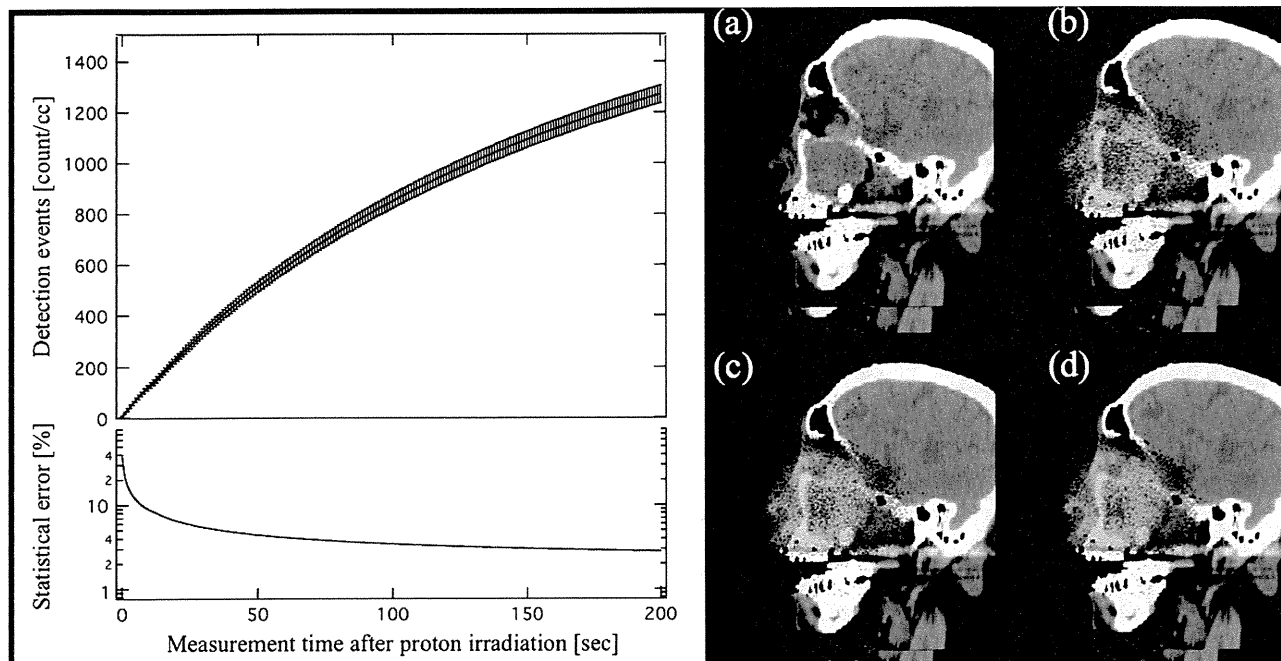 1400
1200
1000
800
600
400
200
0
Detection events [count/cc]
4
2
10
4
2
1
Statistical error [%]
0
50
100
150
200
Measurement time after proton irradiation [sec]
(a)
(b)
(c)
(d)